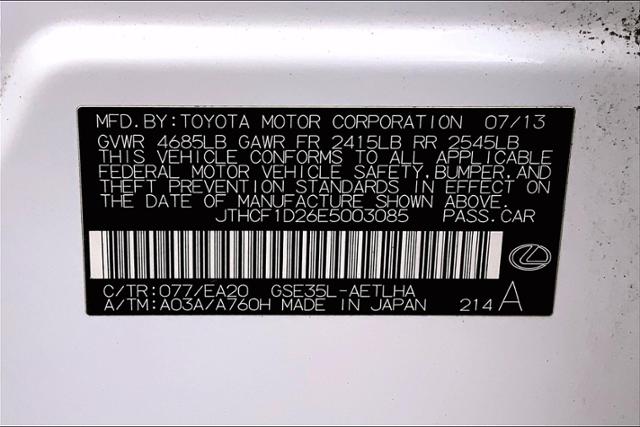 MFD.BY:TOYOTA MOTOR CORPORATION 07/13
GVWR 4685LB GAWR FR 2415LB RR 2545LB
THIS VEHICLE CONFORMS TO ALL APPLICABLE
FEDERAL MOTOR VEHICLE SAFETY,BUMPER,AND
THEFT PREVENTION STANDARDS IN EFFECT ON
THE DATE OF MANUFACTURE SHOWN ABOVE.
JTHCF1D26E5003085 PASS.CAR
C/TR:077/EA20 GSE35L-AETLHA
A/TM:A03A/A760H MADE IN JAPAN 214 A